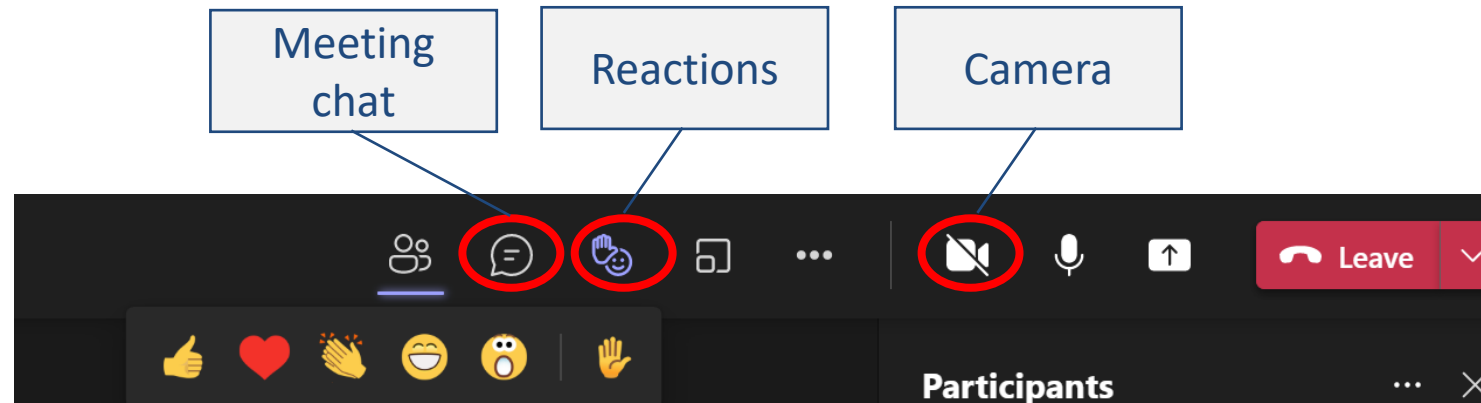 Meeting
chat
Reactions
Camera
Leave
Participants